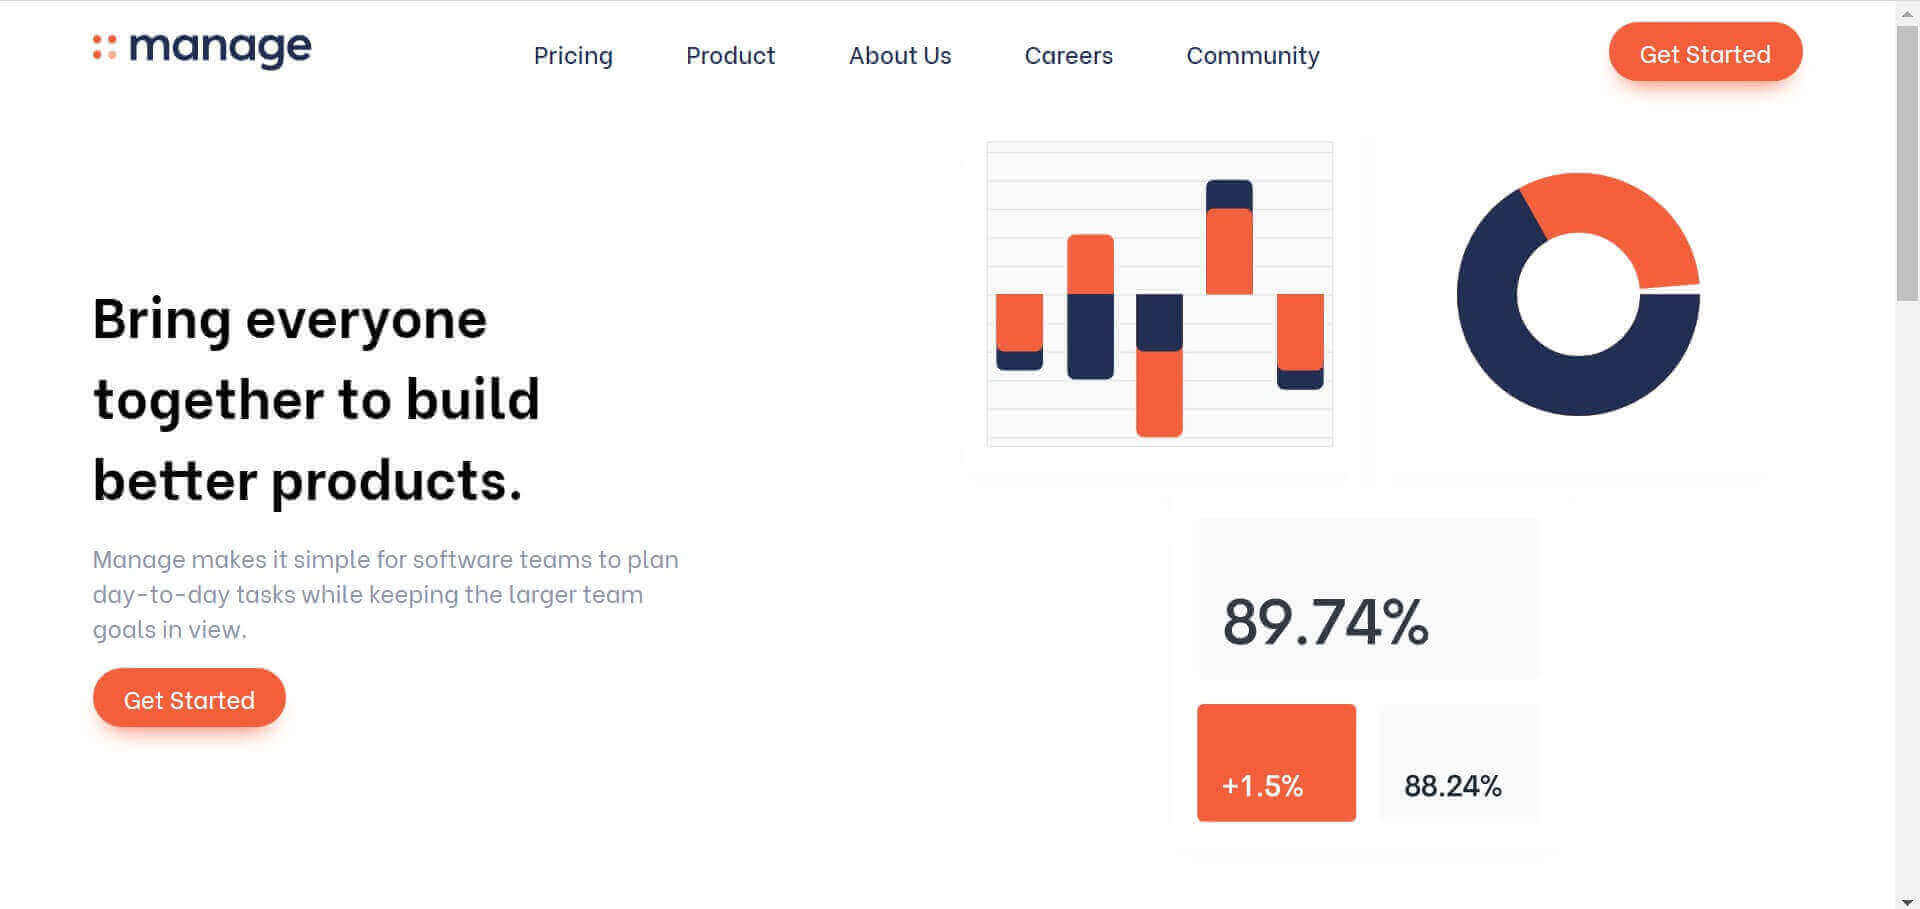 manage
Pricing
Product
About Us
Careers
Community
Get Started
Bring everyone
together to build
better products.
Manage makes it simple for software teams to plan
day-to-day tasks while keeping the larger team
goals in view.
Get Started
89.74%
+1.5%
88.24%